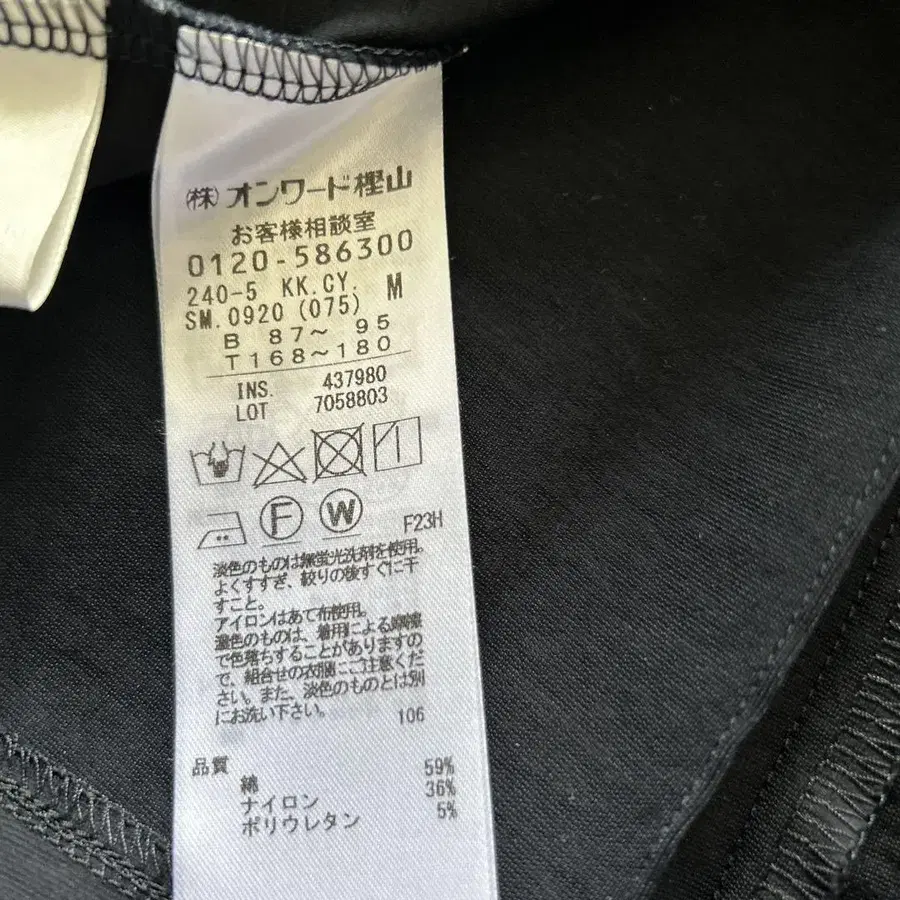 ㈱オンワード樫山
お客様相談室
0120-586300
240-5 KK.CY. M
SM.0920 (075)
B 87～ 95
T168～180
INS. 437980
LOT 7058803
F W F23H
淡色のものは無蛍光洗剤を使用。
よくすすぎ、絞りの後すぐに干
すこと。
アイロンはあて布使用。
濃色のものは、着用による摩擦
で色落ちすることがありますの
で、組合せの衣服にご注意くだ
さい。また、淡色のものとは別
にお洗い下さい。 106
品質
綿 59%
ナイロン 36%
ポリウレタン 5%